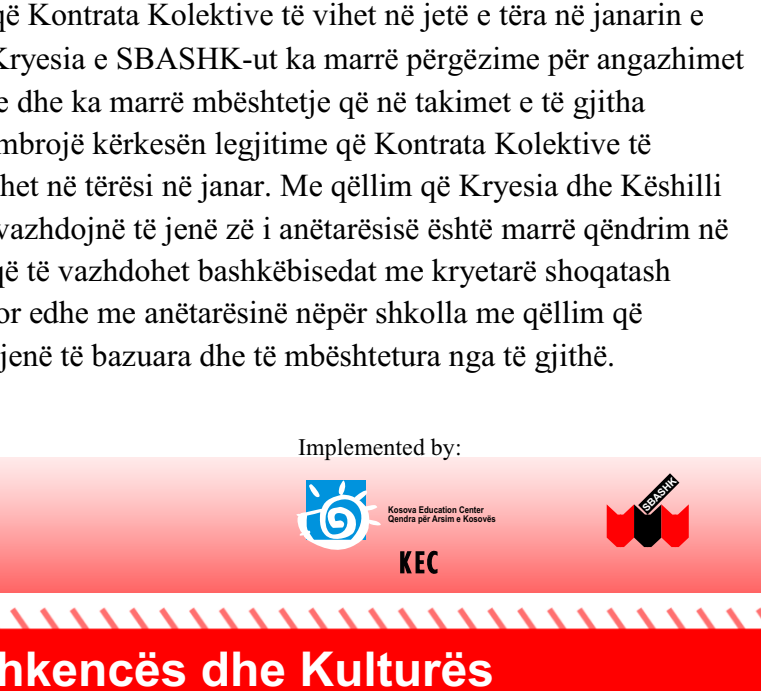 që Kontrata Kolektive të vihet në jetë e tëra në janarin e
Kryesia e SBASHK-ut ka marrë përgëzime për angazhimet
e dhe ka marrë mbështetje që në takimet e të gjitha
mbrojë kërkesën legjitime që Kontrata Kolektive të
het në tërësi në janar. Me qëllim që Kryesia dhe Këshilli
vazhdojnë të jenë zë i anëtarësisë është marrë qëndrim në
që të vazhdohet bashkëbisedat me kryetarë shoqatash
or edhe me anëtarësinë nëpër shkolla me qëllim që
jenë të bazuara dhe të mbështetura nga të gjithë.
Implemented by:
Kosova Education Center
Qendra për Arsim e Kosovës
KEC
SBASHK
hkencës dhe Kulturës